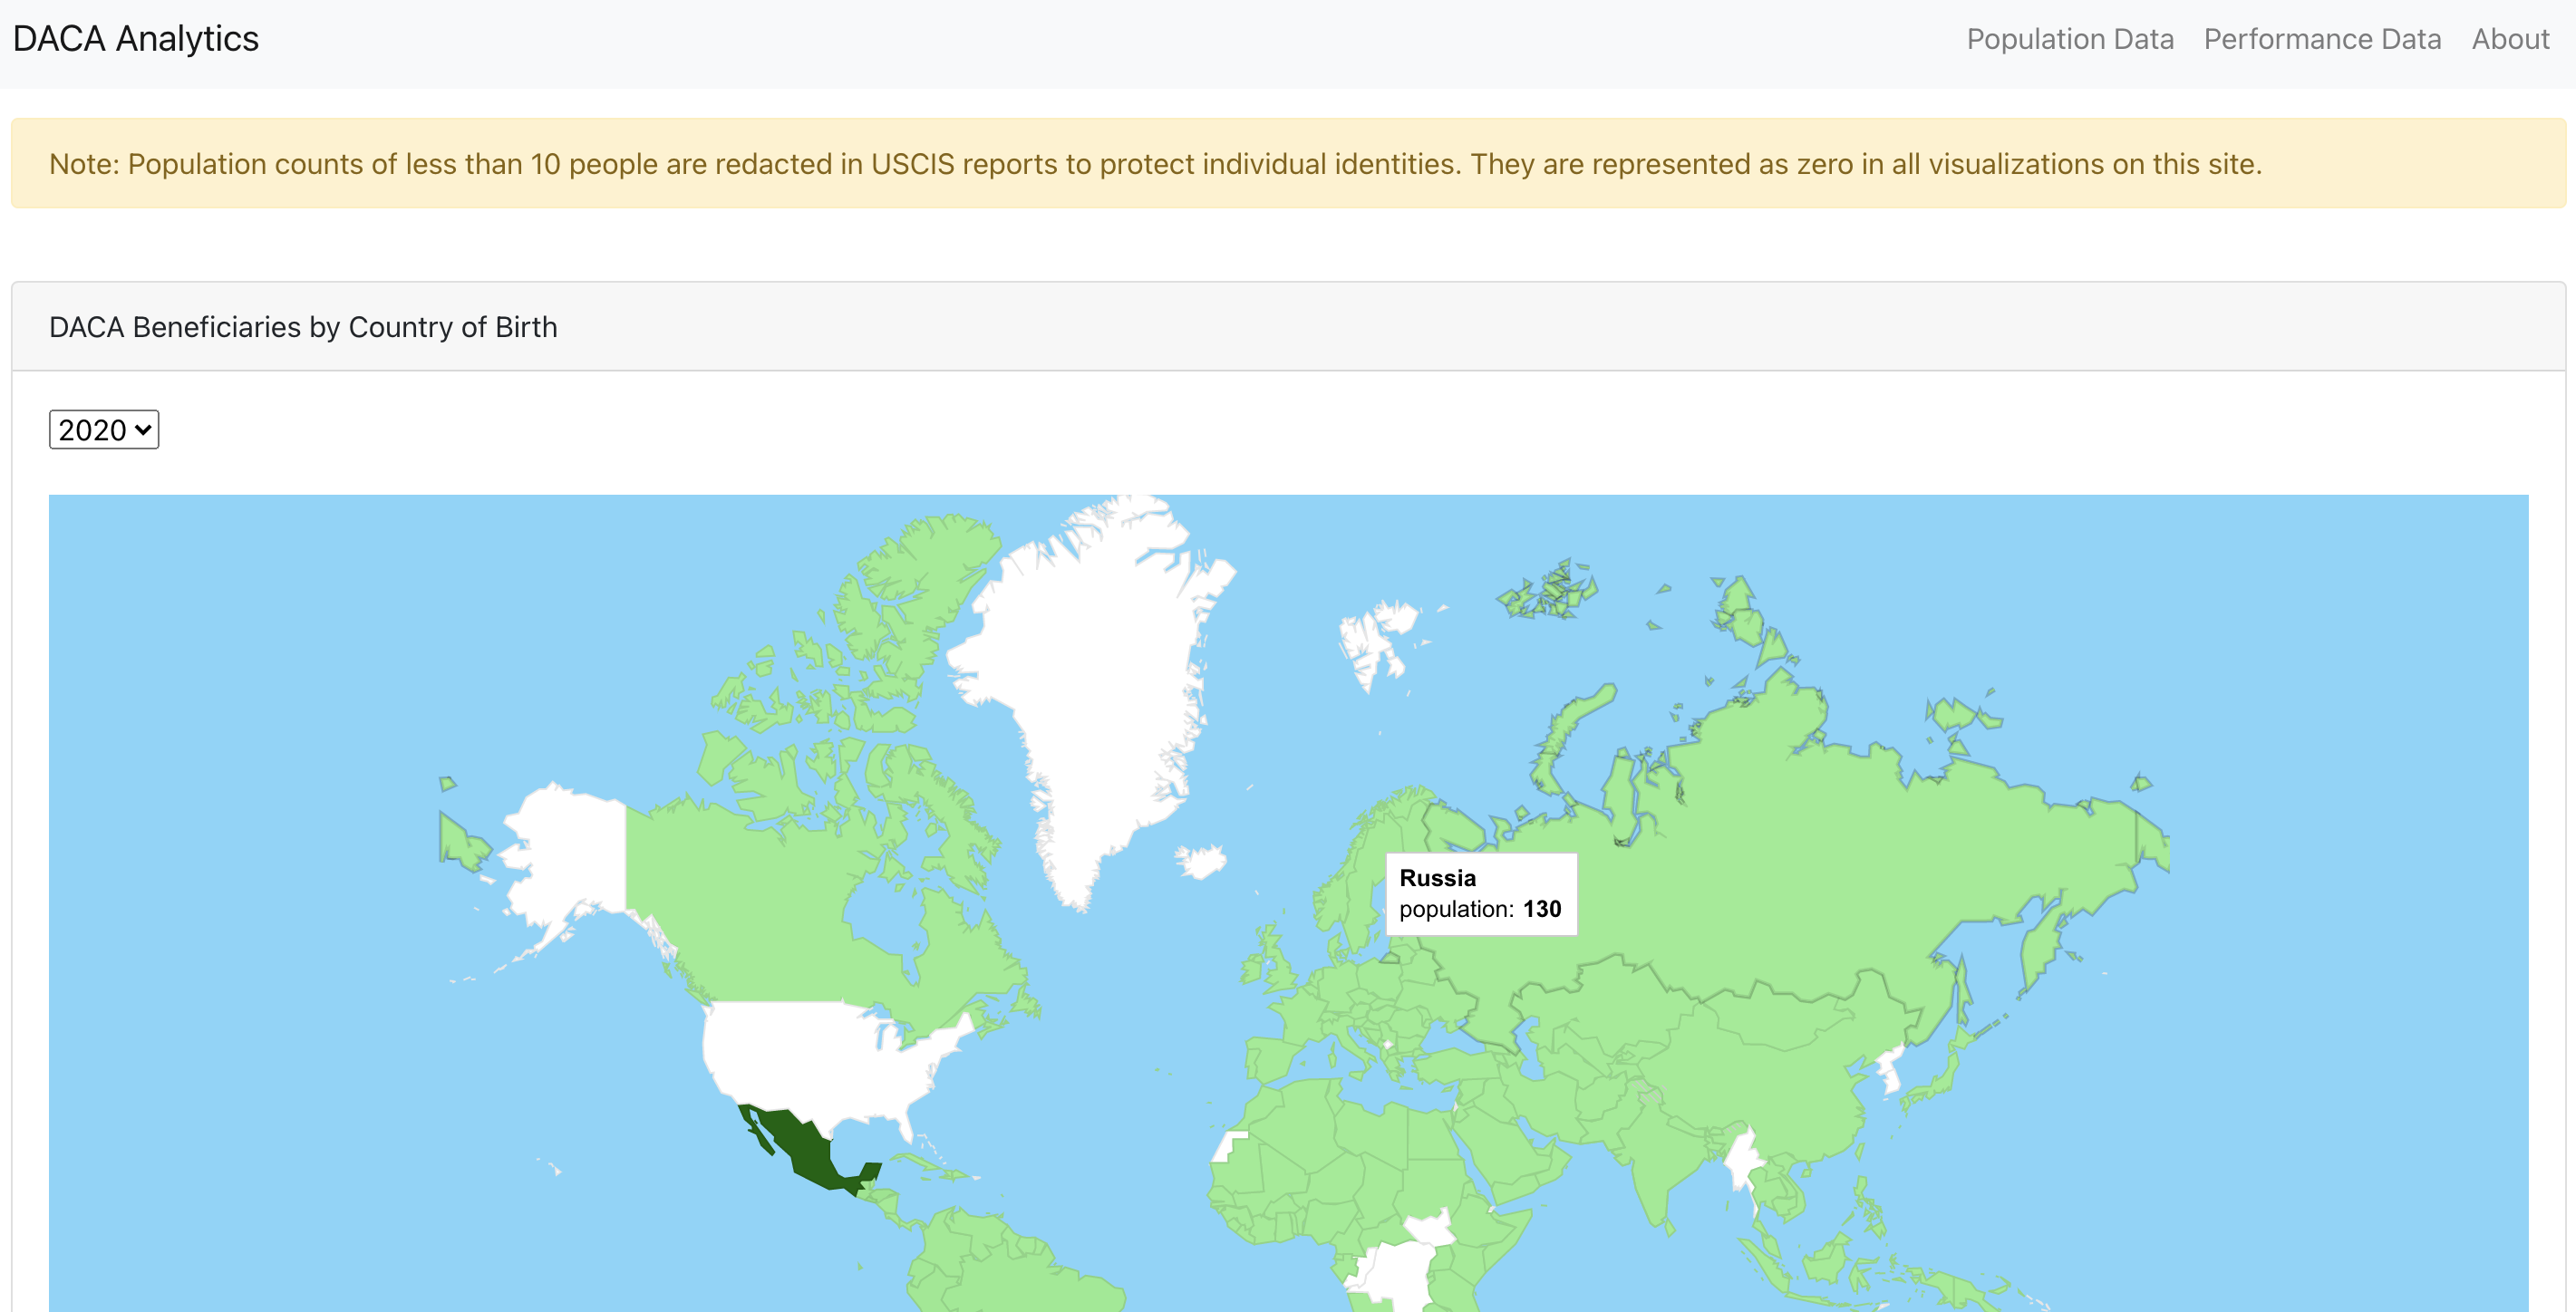 DACA Analytics
Population Data
Performance Data
About
Note: Population counts of less than 10 people are redacted in USCIS reports to protect individual identities. They are represented as zero in all visualizations on this site.
DACA Beneficiaries by Country of Birth
2020
Russia
population: 130